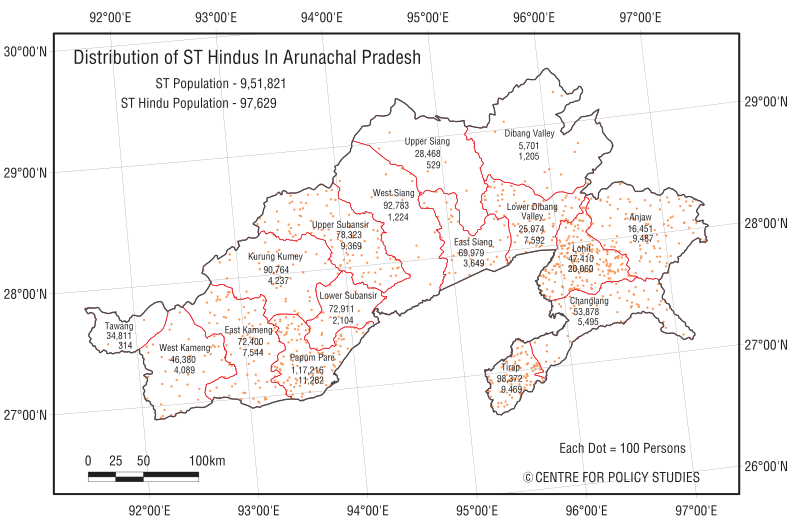 92°00'E 93°00'E 94°00'E 95°00'E 96°00'E 97°00'E
30°00'N
Distribution of ST Hindus In Arunachal Pradesh
ST Population - 9,51,821
ST Hindu Population - 97,629
29°00'N
Dibang Valley
5,701
1,205
Upper Siang
28,468
529
29°00'N
West Siang
92,783
1,224
Lower Dibang
Valley
25,974
7,592
Anjaw
16,451
9,487
28°00'N
Upper Subansir
78,323
9,369
East Siang
69,979
3,649
Lohit
47,410
20,060
Kurung Kumey
90,764
4,237
28°00'N
Lower Subansir
72,911
2,104
Changlang
53,878
5,495
Tawang
34,811
314
East Kameng
72,400
7,544
West Kameng
46,380
4,089
27°00'N
Papum Pare
1,17,216
11,262
Tirap
98,372
9,469
27°00'N
Each Dot = 100 Persons
0 25 50 100km
26°00'N
© CENTRE FOR POLICY STUDIES
92°00'E 93°00'E 94°00'E 95°00'E 96°00'E 97°00'E